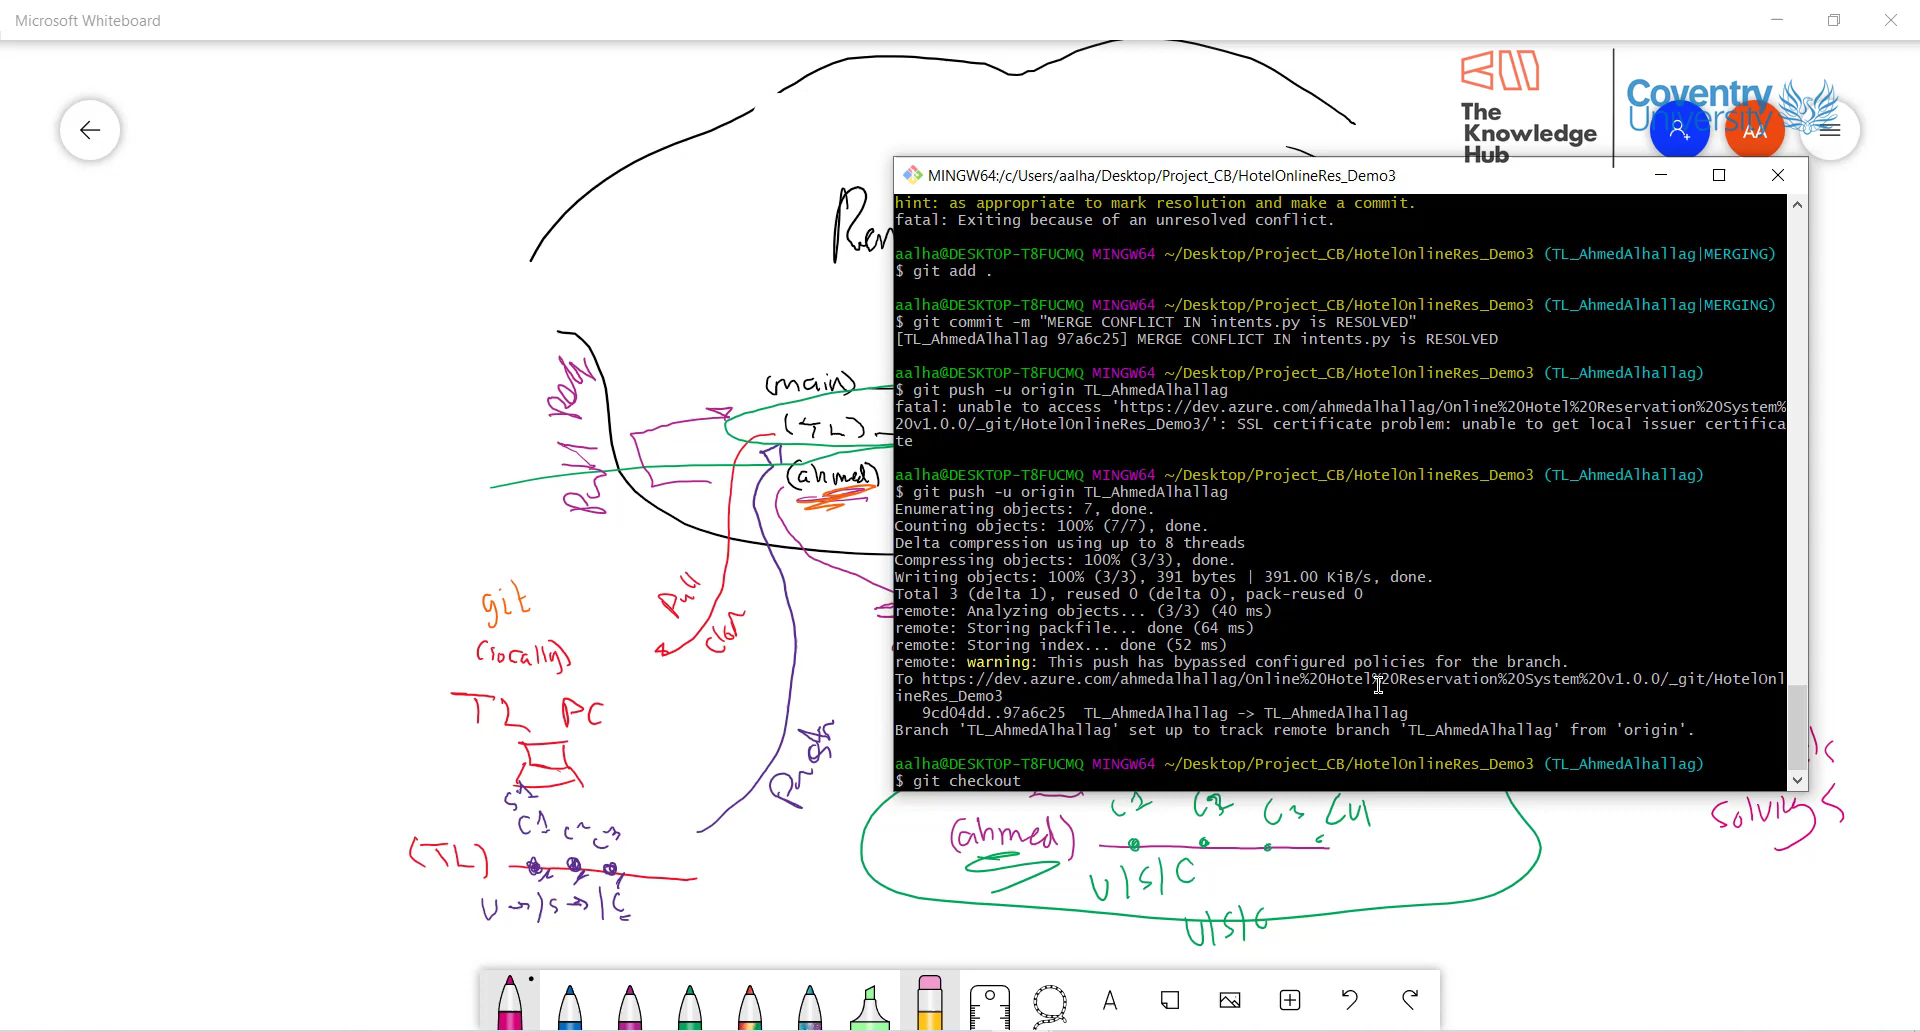 Microsoft Whiteboard
The
Knowledge
Hub
Coventry
University
AA
MINGW64:/c/Users/aalha/Desktop/Project_CB/HotelOnlineRes_Demo3
hint: as appropriate to mark resolution and make a commit.
fatal: Exiting because of an unresolved conflict.
aalha@DESKTOP-T8FUCMQ MINGW64 ~/Desktop/Project_CB/HotelOnlineRes_Demo3 (TL_AhmedAlhallag|MERGING)
$ git add .
aalha@DESKTOP-T8FUCMQ MINGW64 ~/Desktop/Project_CB/HotelOnlineRes_Demo3 (TL_AhmedAlhallag|MERGING)
$ git commit -m "MERGE CONFLICT IN intents.py is RESOLVED"
[TL_AhmedAlhallag 97a6c25] MERGE CONFLICT IN intents.py is RESOLVED
aalha@DESKTOP-T8FUCMQ MINGW64 ~/Desktop/Project_CB/HotelOnlineRes_Demo3 (TL_AhmedAlhallag)
$ git push -u origin TL_AhmedAlhallag
fatal: unable to access 'https://dev.azure.com/ahmedalhallag/Online%20Hotel%20Reservation%20System%
20v1.0.0/_git/HotelOnlineRes_Demo3/': SSL certificate problem: unable to get local issuer certifica
te
aalha@DESKTOP-T8FUCMQ MINGW64 ~/Desktop/Project_CB/HotelOnlineRes_Demo3 (TL_AhmedAlhallag)
$ git push -u origin TL_AhmedAlhallag
Enumerating objects: 7, done.
Counting objects: 100% (7/7), done.
Delta compression using up to 8 threads
Compressing objects: 100% (3/3), done.
Writing objects: 100% (3/3), 391 bytes | 391.00 KiB/s, done.
Total 3 (delta 1), reused 0 (delta 0), pack-reused 0
remote: Analyzing objects... (3/3) (40 ms)
remote: Storing packfile... done (64 ms)
remote: Storing index... done (52 ms)
remote: warning: This push has bypassed configured policies for the branch.
To https://dev.azure.com/ahmedalhallag/Online%20Hotel%20Reservation%20System%20v1.0.0/_git/HotelOnl
ineRes_Demo3
9cd04dd..97a6c25 TL_AhmedAlhallag -> TL_AhmedAlhallag
Branch 'TL_AhmedAlhallag' set up to track remote branch 'TL_AhmedAlhallag' from 'origin'.
aalha@DESKTOP-T8FUCMQ MINGW64 ~/Desktop/Project_CB/HotelOnlineRes_Demo3 (TL_AhmedAlhallag)
$ git checkout
(main)
(TL)
(ahmed)
Pull
git
(locally)
TL PC
Push
C1 C2 C3
(TL)
U S C
C2 C3
(ahmed)
U|S|C
U|S|C
solving